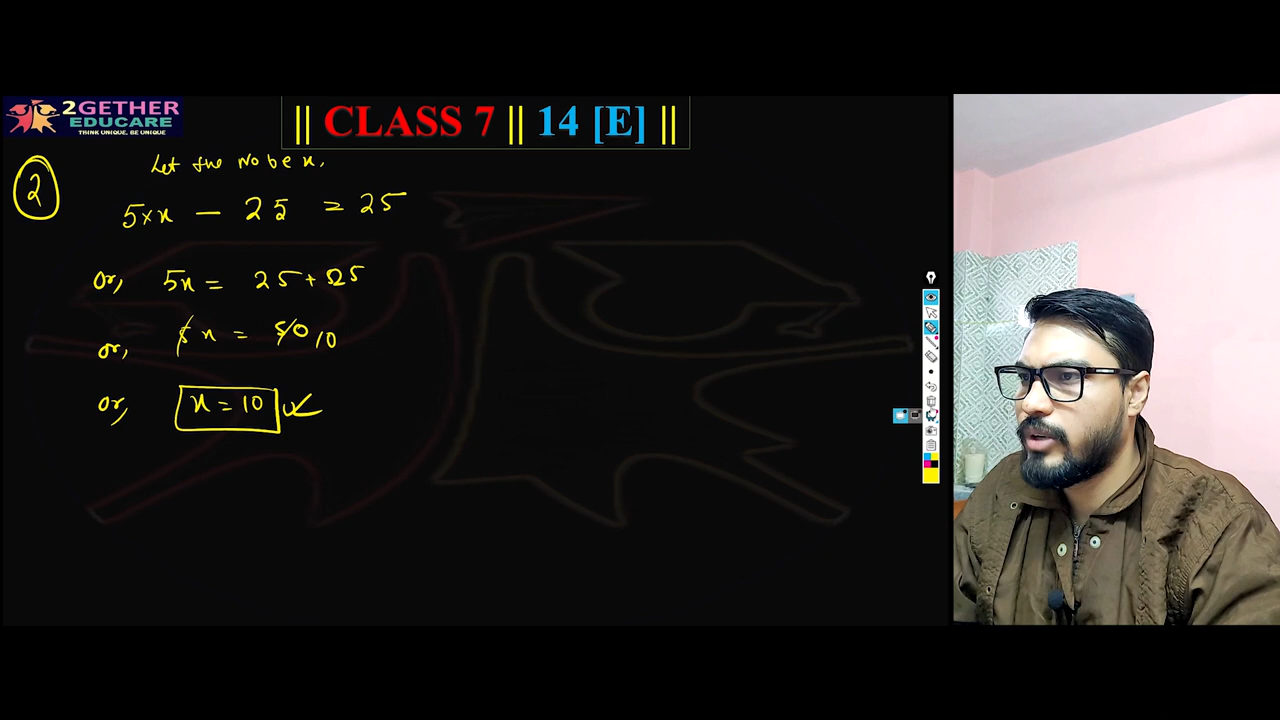 2GETHER
EDUCARE
THINK UNIQUE, BE UNIQUE
|| CLASS 7 || 14 [E] ||
2
Let the No be x,
5×x - 25 = 25
or, 5x = 25 + 25
or, 5x = 50 10
or, x = 10